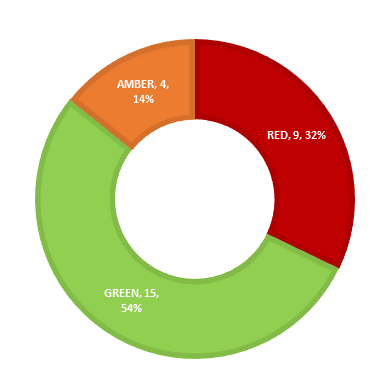 AMBER, 4,
14%
RED, 9, 32%
GREEN, 15,
54%